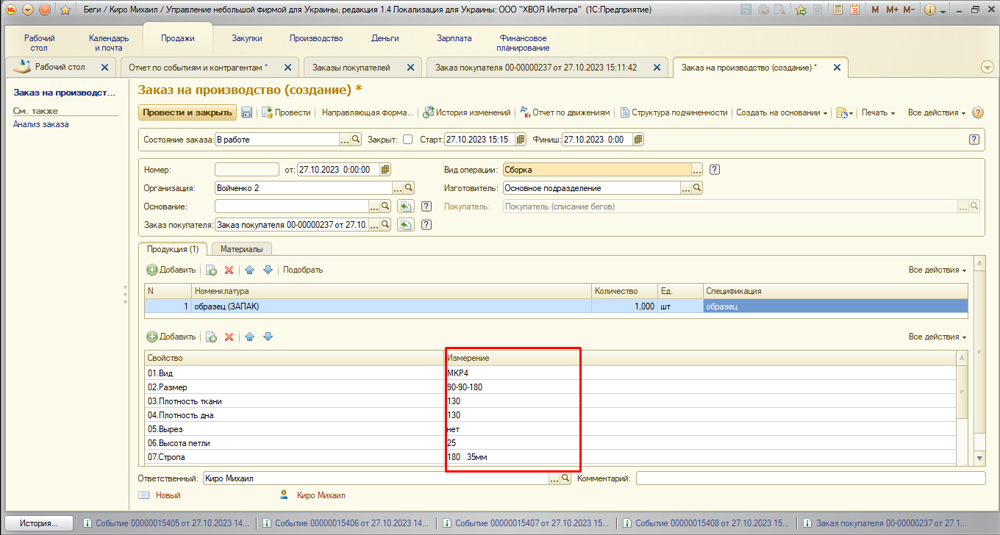 Беги / Киро Михаил / Управление небольшой фирмой для Украины, редакция 1.4 Локализация для Украины: ООО "ХВОЯ Интегра" (1С:Предприятие)
M M+ M-
Рабочий стол
Календарь и почта
Продажи
Закупки
Производство
Деньги
Зарплата
Финансовое планирование
Рабочий стол
Отчет по событиям и контрагентам *
Заказы покупателей
Заказ покупателя 00-00000237 от 27.10.2023 15:11:42
Заказ на производство (создание) *
Заказ на производст...
См. также
Анализ заказа
Заказ на производство (создание) *
Провести и закрыть
Провести
Направляющая форма...
История изменений
Отчет по движениям
Структура подчиненности
Создать на основании
Печать
Все действия
Состояние заказа: В работе
Закрыт:
Старт: 27.10.2023 15:15
Финиш: 27.10.2023 0:00
Номер:
от: 27.10.2023 0:00:00
Вид операции: Сборка
Организация: Войченко 2
Изготовитель: Основное подразделение
Основание:
Покупатель: Покупатель (списание бегов)
Заказ покупателя: Заказ покупателя 00-00000237 от 27.10.
Продукция (1)
Материалы
Добавить
Подобрать
Все действия
N Номенклатура Количество Ед. Спецификация
1 образец (ЗАПАК) 1,000 шт образец
Добавить
Все действия
Свойство Измерение
01.Вид МКР4
02.Размер 90-90-180
03.Плотность ткани 130
04.Плотность дна 130
05.Вырез нет
06.Высота петли 25
07.Стропа 180 35мм
Ответственный: Киро Михаил
Комментарий:
Новый
Киро Михаил
История...
Событие 00000015405 от 27.10.2023 14...
Событие 00000015406 от 27.10.2023 14...
Событие 00000015407 от 27.10.2023 15...
Событие 00000015408 от 27.10.2023 15...
Заказ покупателя 00-00000237 от 27.1...